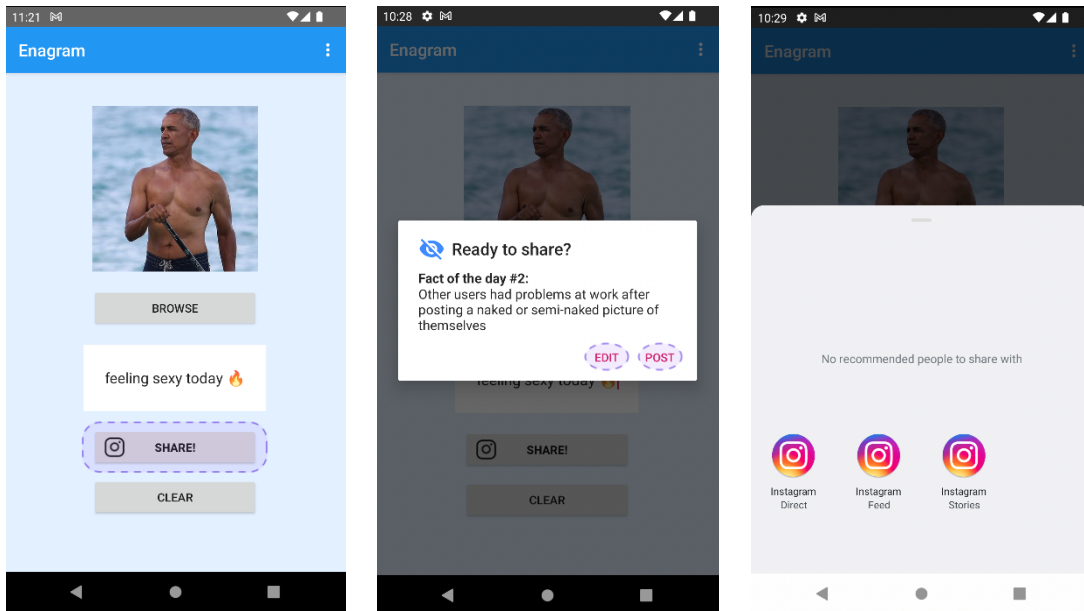 11:21
Enagram
BROWSE
feeling sexy today 🔥
SHARE!
CLEAR
10:28
Enagram
Ready to share?
Fact of the day #2:
Other users had problems at work after
posting a naked or semi-naked picture of
themselves
EDIT POST
feeling sexy today 🔥
SHARE!
CLEAR
10:29
Enagram
No recommended people to share with
Instagram
Direct
Instagram
Feed
Instagram
Stories